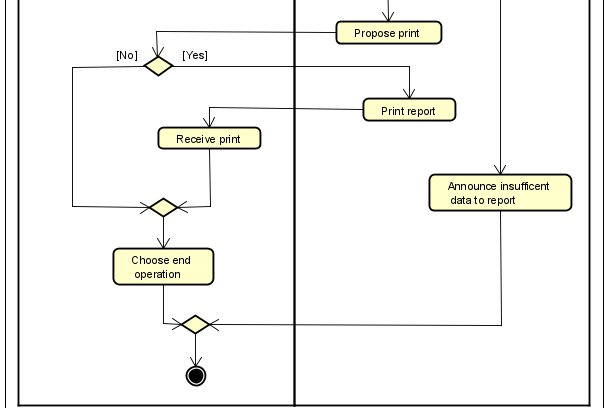 Propose print
[No]
[Yes]
Print report
Receive print
Announce insufficent
data to report
Choose end
operation